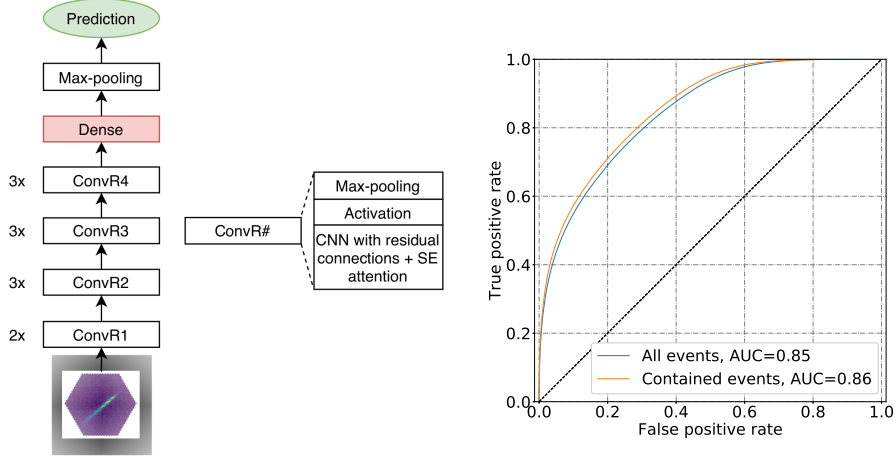 Prediction
Max-pooling
Dense
3x ConvR4
3x ConvR3
3x ConvR2
2x ConvR1
ConvR#
Max-pooling
Activation
CNN with residual
connections + SE
attention
True positive rate
1.0
0.8
0.6
0.4
0.2
0.0
0.0 0.2 0.4 0.6 0.8 1.0
False positive rate
All events, AUC=0.85
Contained events, AUC=0.86